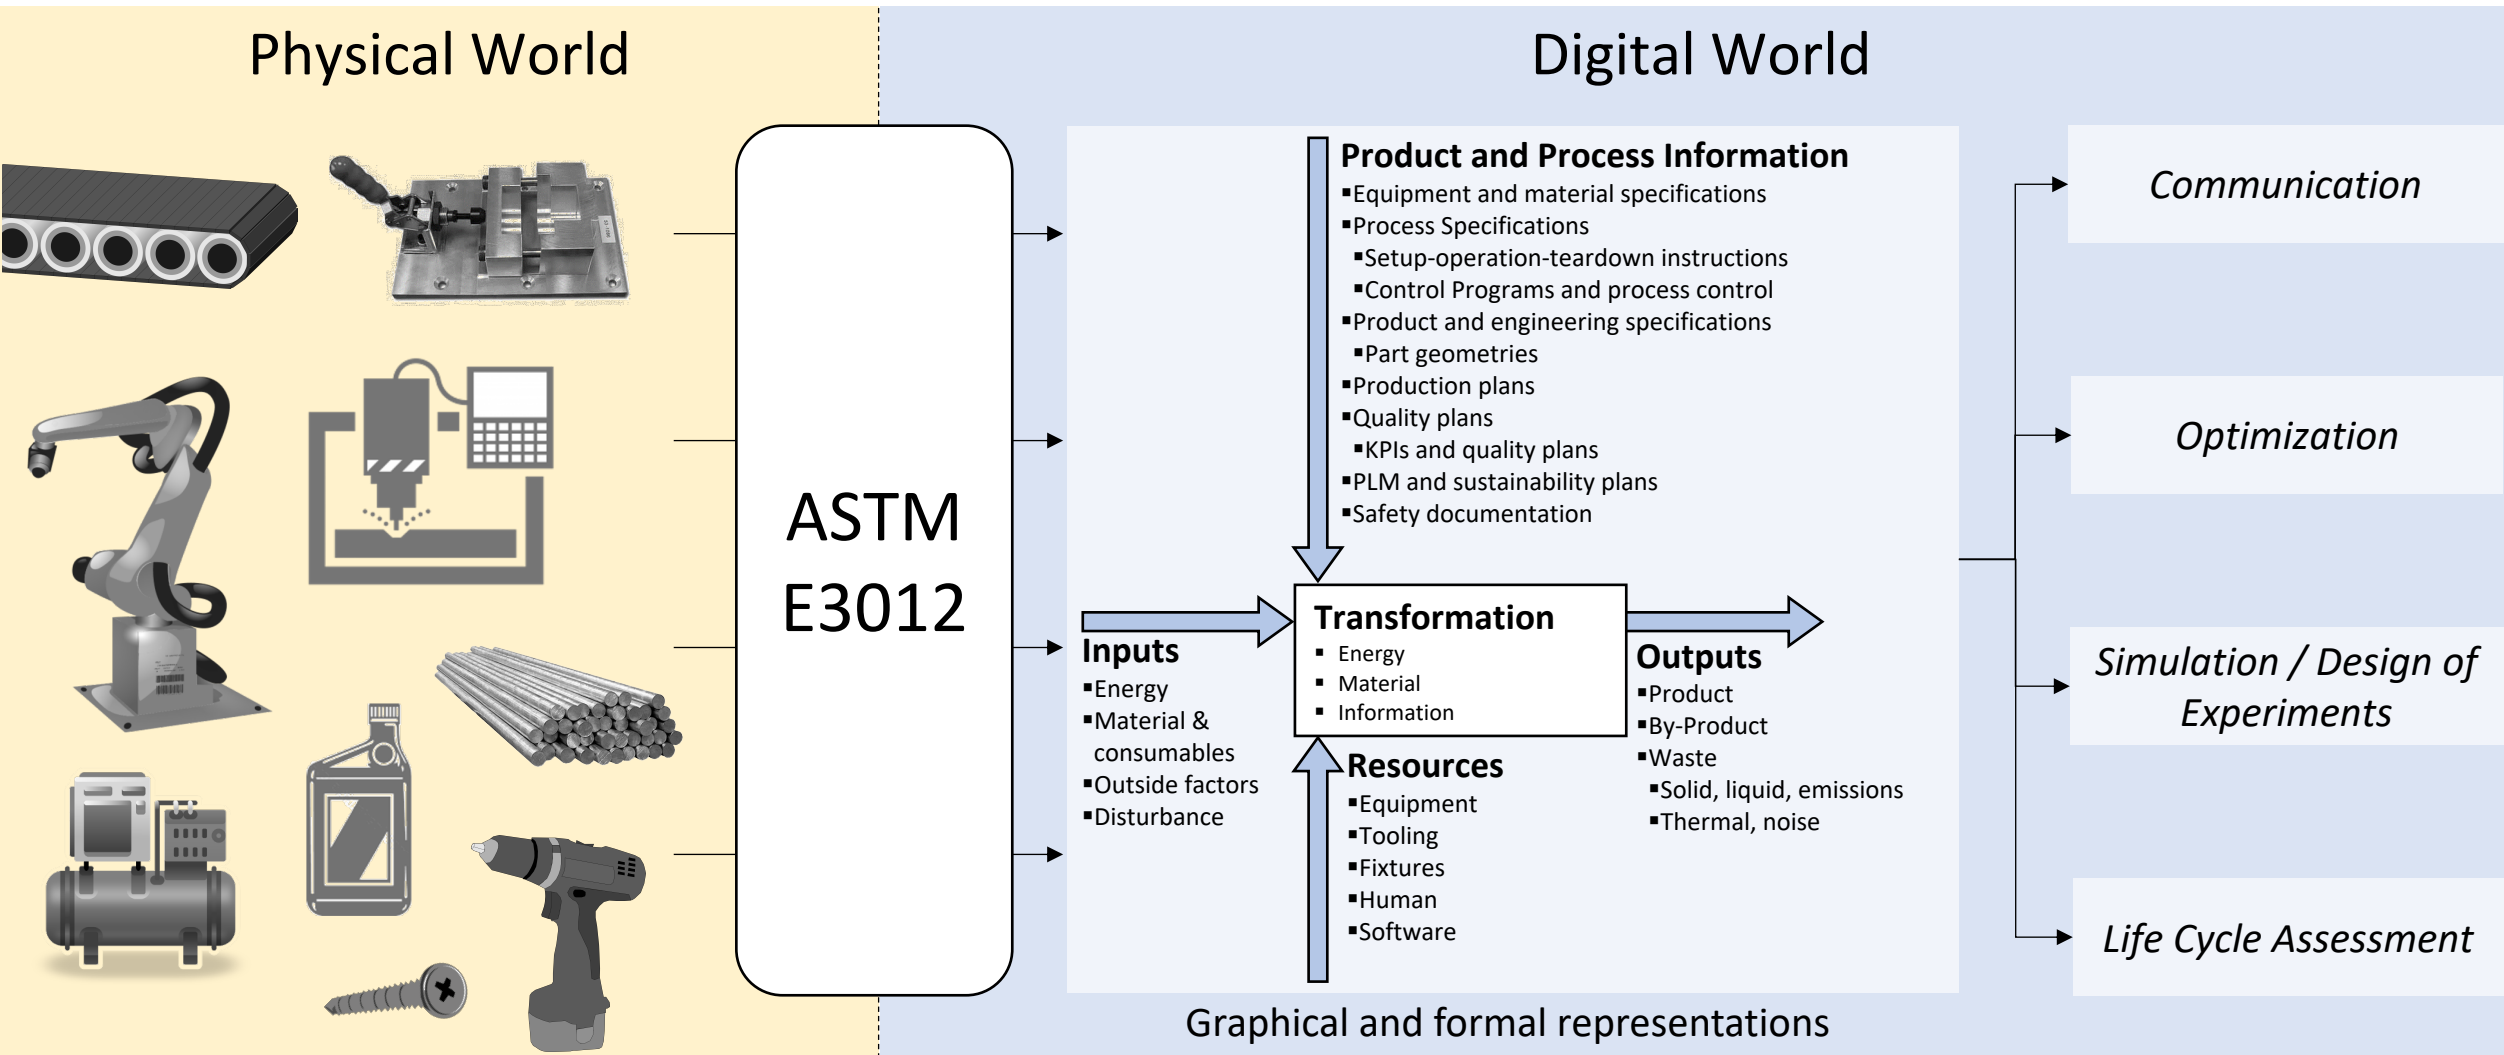 Physical World
Digital World
ASTM
E3012
Product and Process Information
▪Equipment and material specifications
▪Process Specifications
▪Setup-operation-teardown instructions
▪Control Programs and process control
▪Product and engineering specifications
▪Part geometries
▪Production plans
▪Quality plans
▪KPIs and quality plans
▪PLM and sustainability plans
▪Safety documentation
Inputs
▪Energy
▪Material &
consumables
▪Outside factors
▪Disturbance
Transformation
▪ Energy
▪ Material
▪ Information
Resources
▪Equipment
▪Tooling
▪Fixtures
▪Human
▪Software
Outputs
▪Product
▪By-Product
▪Waste
▪Solid, liquid, emissions
▪Thermal, noise
Graphical and formal representations
Communication
Optimization
Simulation / Design of
Experiments
Life Cycle Assessment